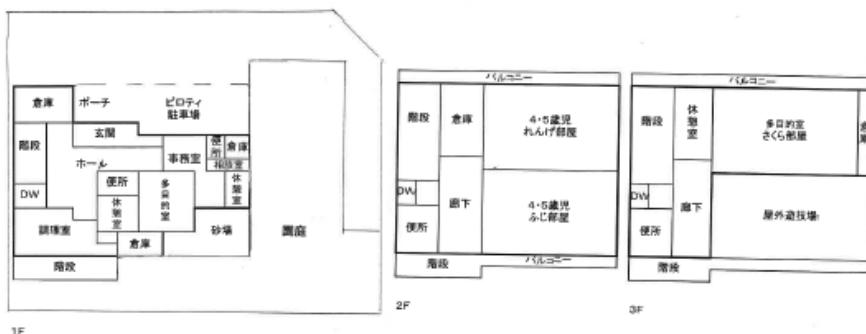 倉庫
ポーチ
ピロティ
駐車場
玄関
階段
ホール
事務室
便所
倉庫
相談室
便所
多目的室
休憩室
休憩室
DW
調理室
倉庫
砂場
園庭
階段
1F
バルコニー
階段
倉庫
4・5歳児
れんげ部屋
DW
廊下
4・5歳児
ふじ部屋
便所
階段
バルコニー
2F
バルコニー
階段
休憩室
多目的室
さくら部屋
倉庫
DW
廊下
屋外遊技場
便所
階段
3F